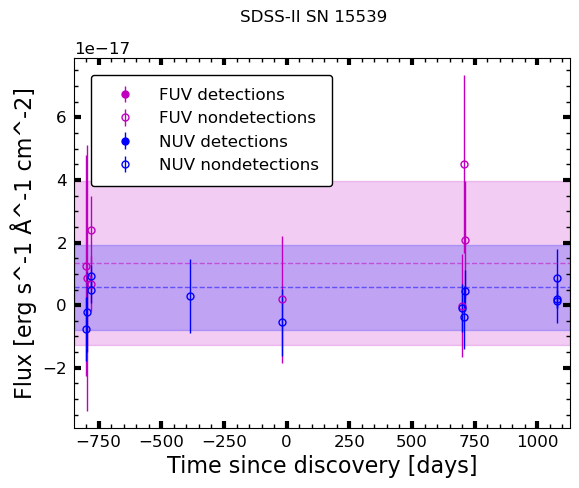 SDSS-II SN 15539
1e−17
FUV detections
FUV nondetections
NUV detections
NUV nondetections
Flux [erg s^-1 Å^-1 cm^-2]
6
4
2
0
−2
−750 −500 −250 0 250 500 750 1000
Time since discovery [days]